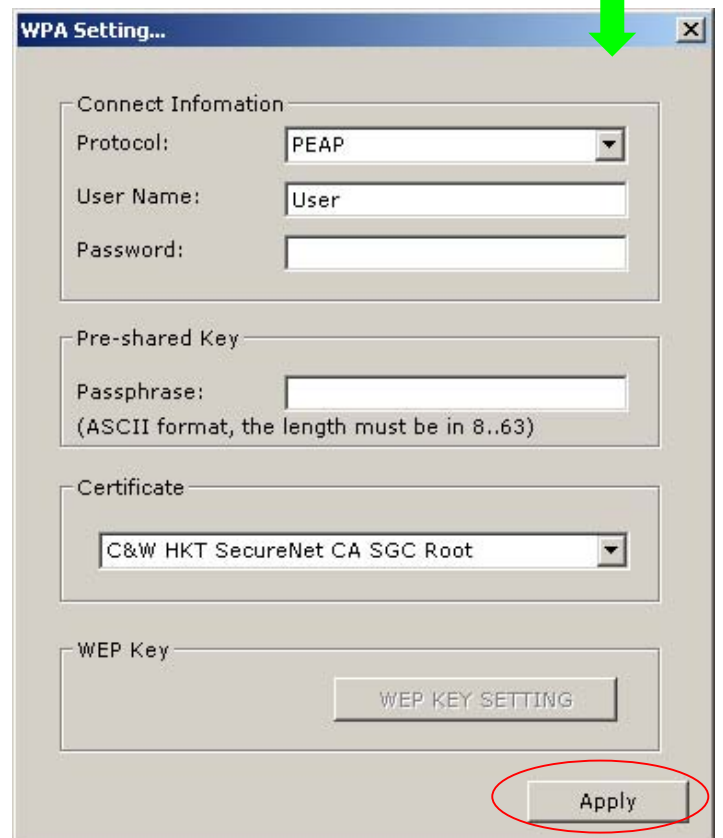 WPA Setting...
Connect Infomation
Protocol: PEAP
User Name: User
Password:
Pre-shared Key
Passphrase:
(ASCII format, the length must be in 8..63)
Certificate
C&W HKT SecureNet CA SGC Root
WEP Key
WEP KEY SETTING
Apply